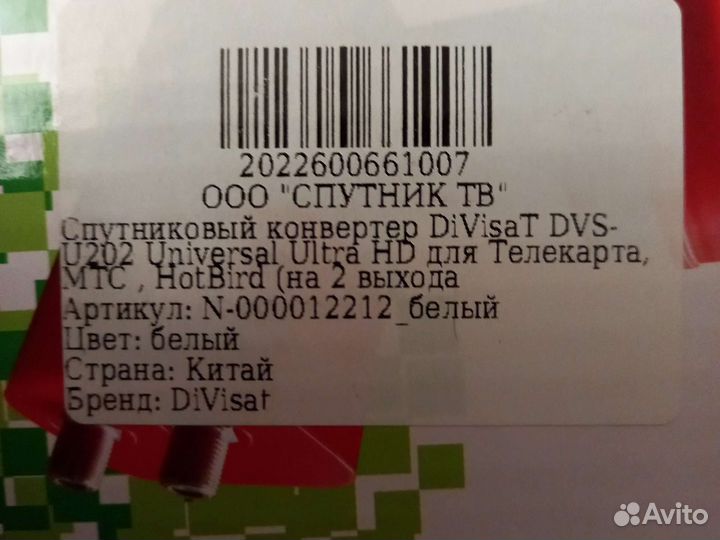 2022600661007
ООО "СПУТНИК ТВ"
Спутниковый конвертер DiVisaT DVS-
U202 Universal Ultra HD для Телекарта,
МТС , HotBird (на 2 выхода
Артикул: N-000012212_белый
Цвет: белый
Страна: Китай
Бренд: DiVisat
Avito